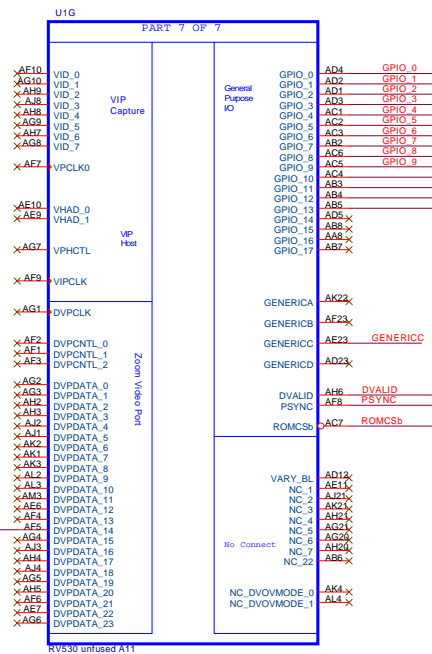 U1G
PART 7 OF 7
AF10 VID_0
AG10 VID_1
AH9 VID_2
AJ8 VID_3
AH8 VID_4
AG9 VID_5
AH7 VID_6
AG8 VID_7
VIP
Capture
AF7 VPCLK0
AE10 VHAD_0
AE9 VHAD_1
VIP
Host
AG7 VPHCTL
AF9 VIPCLK
AG1 DVPCLK
AF2 DVPCNTL_0
AF1 DVPCNTL_1
AF3 DVPCNTL_2
Zoom Video Port
AG2 DVPDATA_0
AG3 DVPDATA_1
AH2 DVPDATA_2
AH3 DVPDATA_3
AJ2 DVPDATA_4
AJ1 DVPDATA_5
AK2 DVPDATA_6
AK1 DVPDATA_7
AK3 DVPDATA_8
AL2 DVPDATA_9
AL3 DVPDATA_10
AM3 DVPDATA_11
AE6 DVPDATA_12
AF4 DVPDATA_13
AF5 DVPDATA_14
AG4 DVPDATA_15
AJ3 DVPDATA_16
AH4 DVPDATA_17
AJ4 DVPDATA_18
AG5 DVPDATA_19
AH5 DVPDATA_20
AF6 DVPDATA_21
AE7 DVPDATA_22
AG6 DVPDATA_23
General
Purpose
I/O
GPIO_0 AD4 GPIO_0
GPIO_1 AD2 GPIO_1
GPIO_2 AD1 GPIO_2
GPIO_3 AD3 GPIO_3
GPIO_4 AC1 GPIO_4
GPIO_5 AC2 GPIO_5
GPIO_6 AC3 GPIO_6
GPIO_7 AB2 GPIO_7
GPIO_8 AC6 GPIO_8
GPIO_9 AC5 GPIO_9
GPIO_10 AC4
GPIO_11 AB3
GPIO_12 AB4
GPIO_13 AB5
GPIO_14 AD5
GPIO_15 AB8
GPIO_16 AA8
GPIO_17 AB7
GENERICA AK22
GENERICB AF23
GENERICC AE23 GENERICC
GENERICD AD23
DVALID AH6 DVALID
PSYNC AF8 PSYNC
ROMCSb AC7 ROMCSb
VARY_BL AD12
NC_1 AE11
NC_2 AJ21
NC_3 AK21
NC_4 AH21
NC_5 AG21
NC_6 AG20
NC_7 AH20
NC_22 AB6
No Connect
NC_DVOVMODE_0 AK4
NC_DVOVMODE_1 AL4
RV530 unfused A11